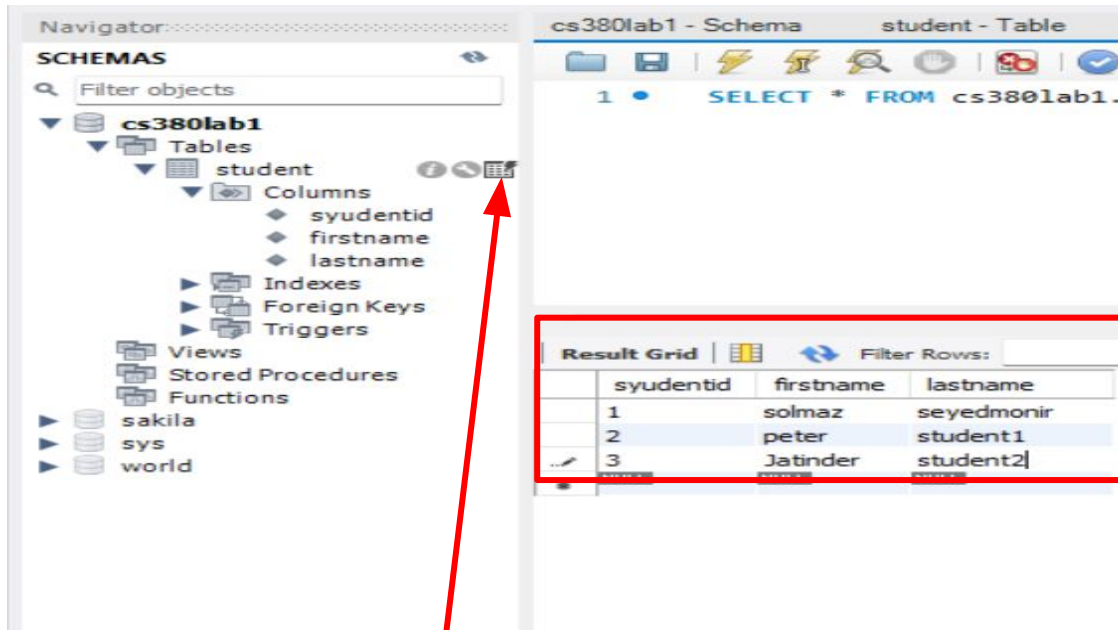 Navigator
SCHEMAS
Filter objects
cs380lab1
Tables
student
Columns
syudentid
firstname
lastname
Indexes
Foreign Keys
Triggers
Views
Stored Procedures
Functions
sakila
sys
world
cs380lab1 - Schema student - Table
1 SELECT * FROM cs380lab1.
Result Grid Filter Rows:
syudentid firstname lastname
1 solmaz seyedmonir
2 peter student1
3 Jatinder student2